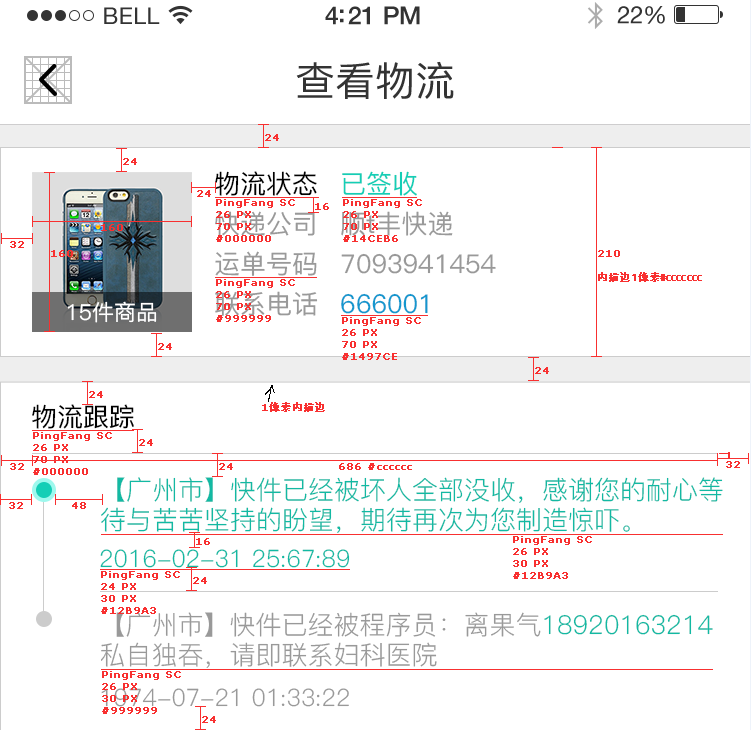 BELL 4:21 PM 22%
查看物流
24
24
24
物流状态 已签收
PingFang SC
26 PX
70 PX
#000000
16
PingFang SC
26 PX
70 PX
#14CEB6
快递公司 顺丰快递
运单号码 7093941454
PingFang SC
26 PX
70 PX
#999999
联系电话 666001
PingFang SC
26 PX
70 PX
#1497CE
32
160
160
15件商品
210
内描边1像素#cccccc
24
24
24
1像素内描边
物流跟踪
PingFang SC
26 PX
70 PX
#000000
24
32
24
686 #cccccc
32
32
48
【广州市】快件已经被坏人全部没收，感谢您的耐心等
待与苦苦坚持的盼望，期待再次为您制造惊吓。
16
PingFang SC
26 PX
30 PX
#12B9A3
2016-02-31 25:67:89
PingFang SC
24 PX
30 PX
#12B9A3
24
【广州市】快件已经被程序员：离果气18920163214
私自独吞，请即联系妇科医院
PingFang SC
26 PX
30 PX
#999999
1974-07-21 01:33:22
24